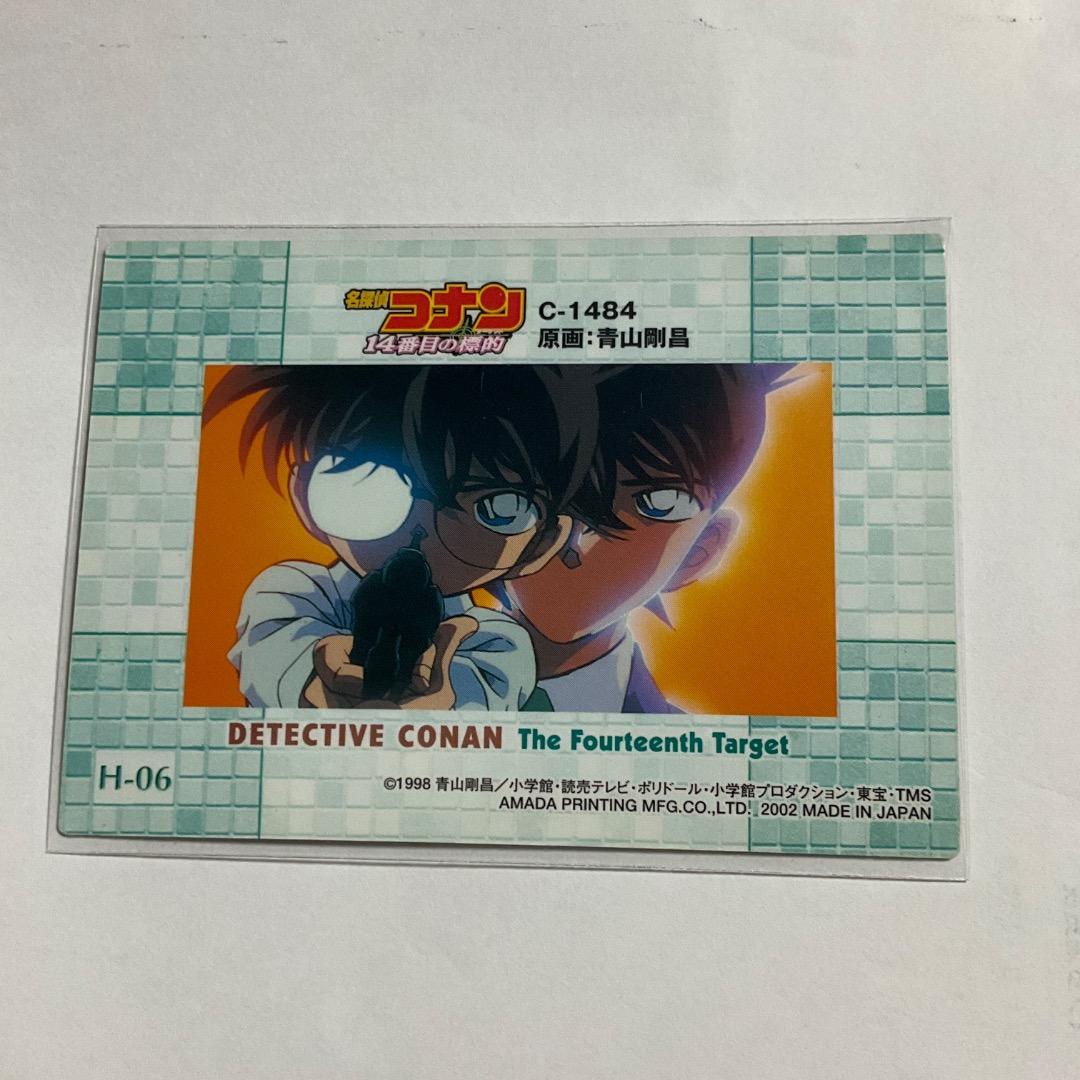 名探偵コナン
14番目の標的
C-1484
原画:青山剛昌
DETECTIVE CONAN The Fourteenth Target
H-06
©1998 青山剛昌／小学館・読売テレビ・ポリドール・小学館プロダクション・東宝・TMS
AMADA PRINTING MFG.CO.,LTD. 2002 MADE IN JAPAN